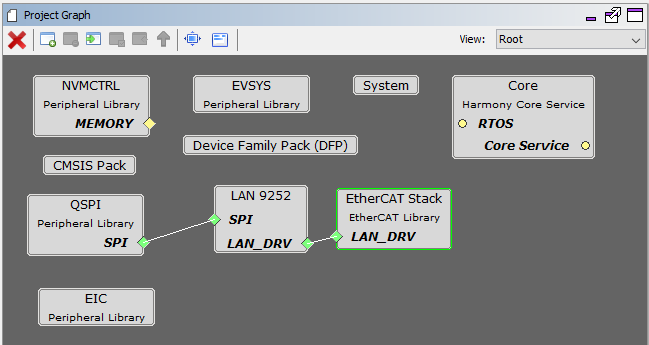 Project Graph
View: Root
NVMCTRL
Peripheral Library
MEMORY
EVSYS
Peripheral Library
System
Core
Harmony Core Service
RTOS
Core Service
Device Family Pack (DFP)
CMSIS Pack
QSPI
Peripheral Library
SPI
LAN 9252
SPI
LAN_DRV
EtherCAT Stack
EtherCAT Library
LAN_DRV
EIC
Peripheral Library